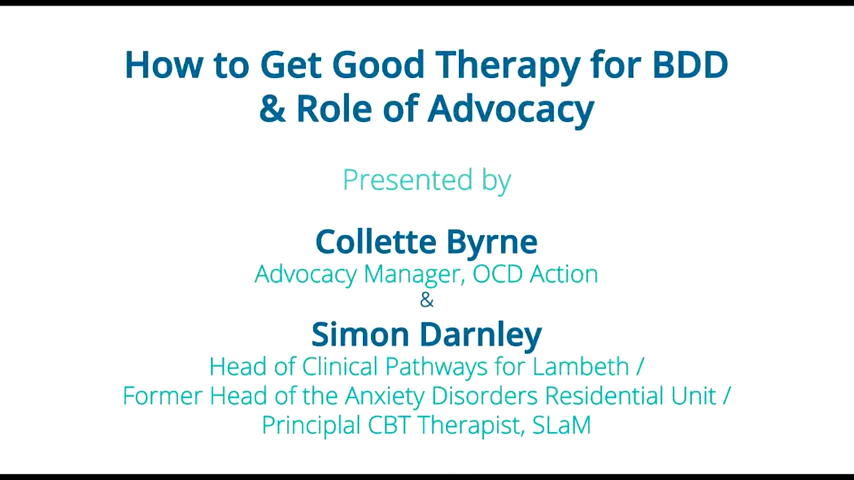 How to Get Good Therapy for BDD
& Role of Advocacy
Presented by
Collette Byrne
Advocacy Manager, OCD Action
&
Simon Darnley
Head of Clinical Pathways for Lambeth /
Former Head of the Anxiety Disorders Residential Unit /
Principlal CBT Therapist, SLaM